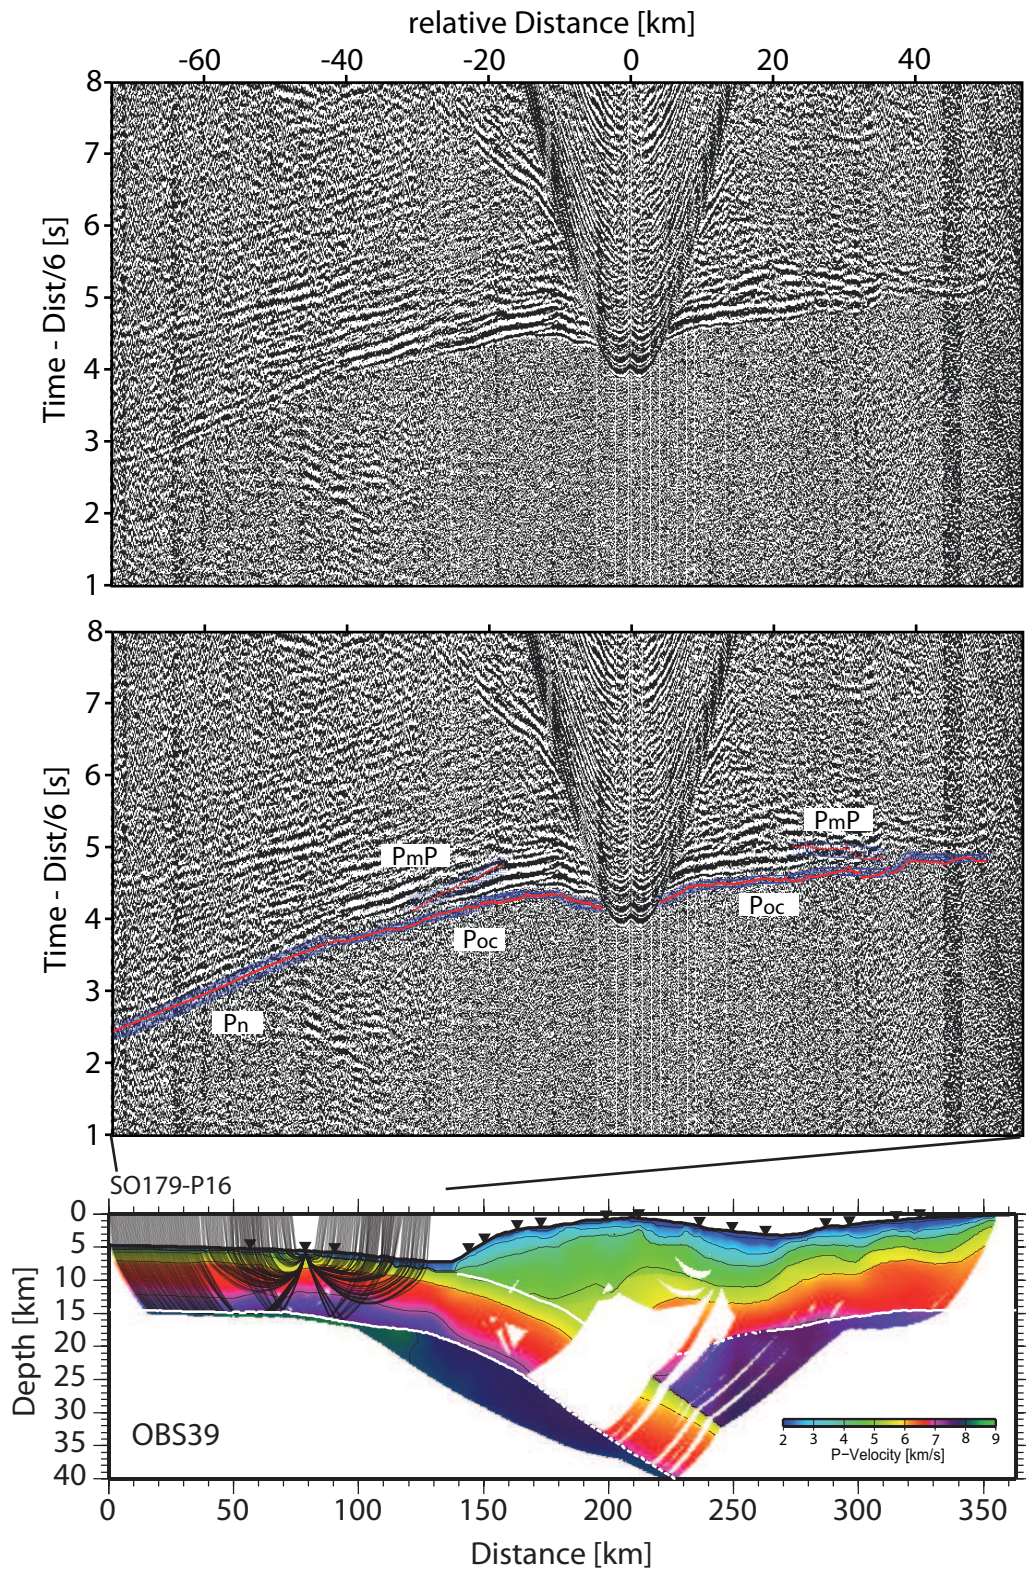 relative Distance [km]
-60 -40 -20 0 20 40
8
7
6
5
4
3
2
1
Time - Dist/6 [s]
8
7
6
5
4
3
2
1
Time - Dist/6 [s]
PmP
PmP
Poc
Poc
Pn
SO179-P16
0
5
10
15
20
25
30
35
40
Depth [km]
OBS39
2 3 4 5 6 7 8 9
P-Velocity [km/s]
0 50 100 150 200 250 300 350
Distance [km]